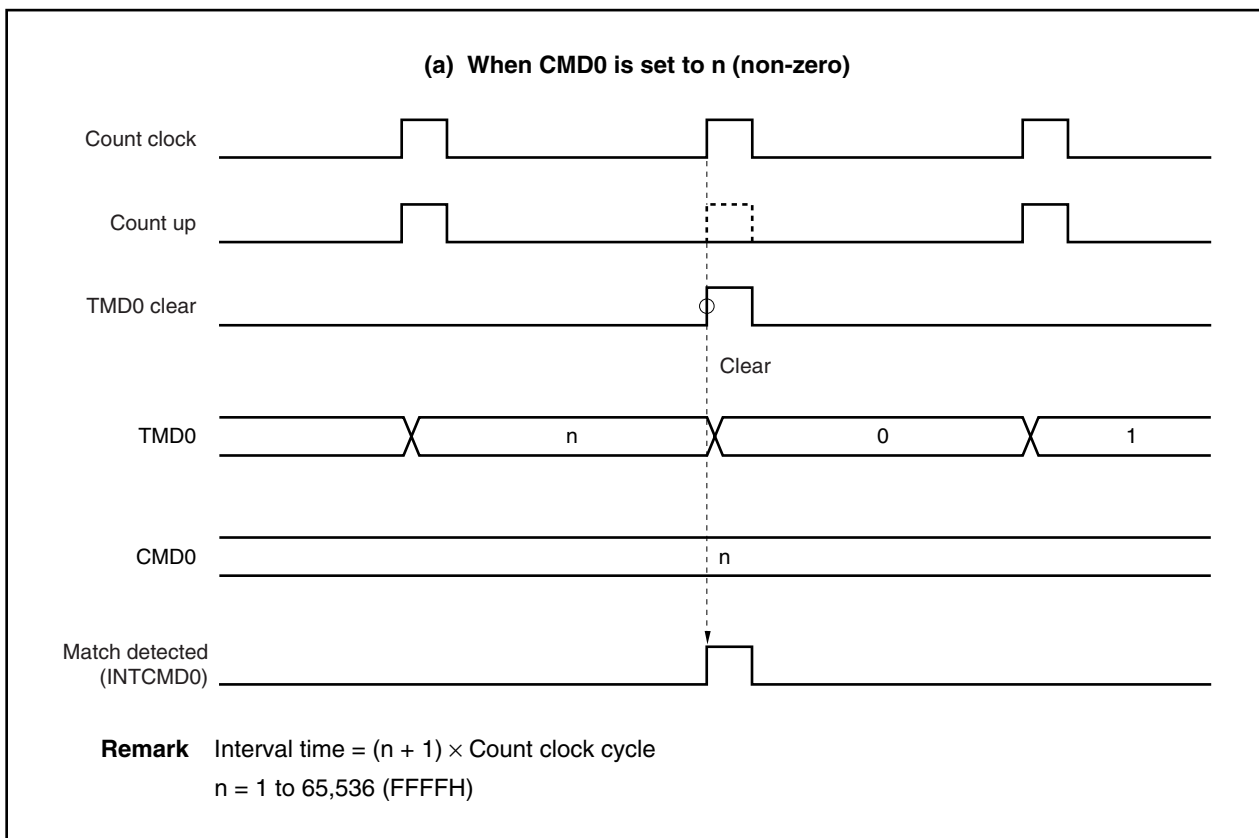 (a) When CMD0 is set to n (non-zero)
Count clock
Count up
TMD0 clear
Clear
TMD0
n
0
1
CMD0
n
Match detected
(INTCMD0)
Remark Interval time = (n + 1) × Count clock cycle
n = 1 to 65,536 (FFFFH)